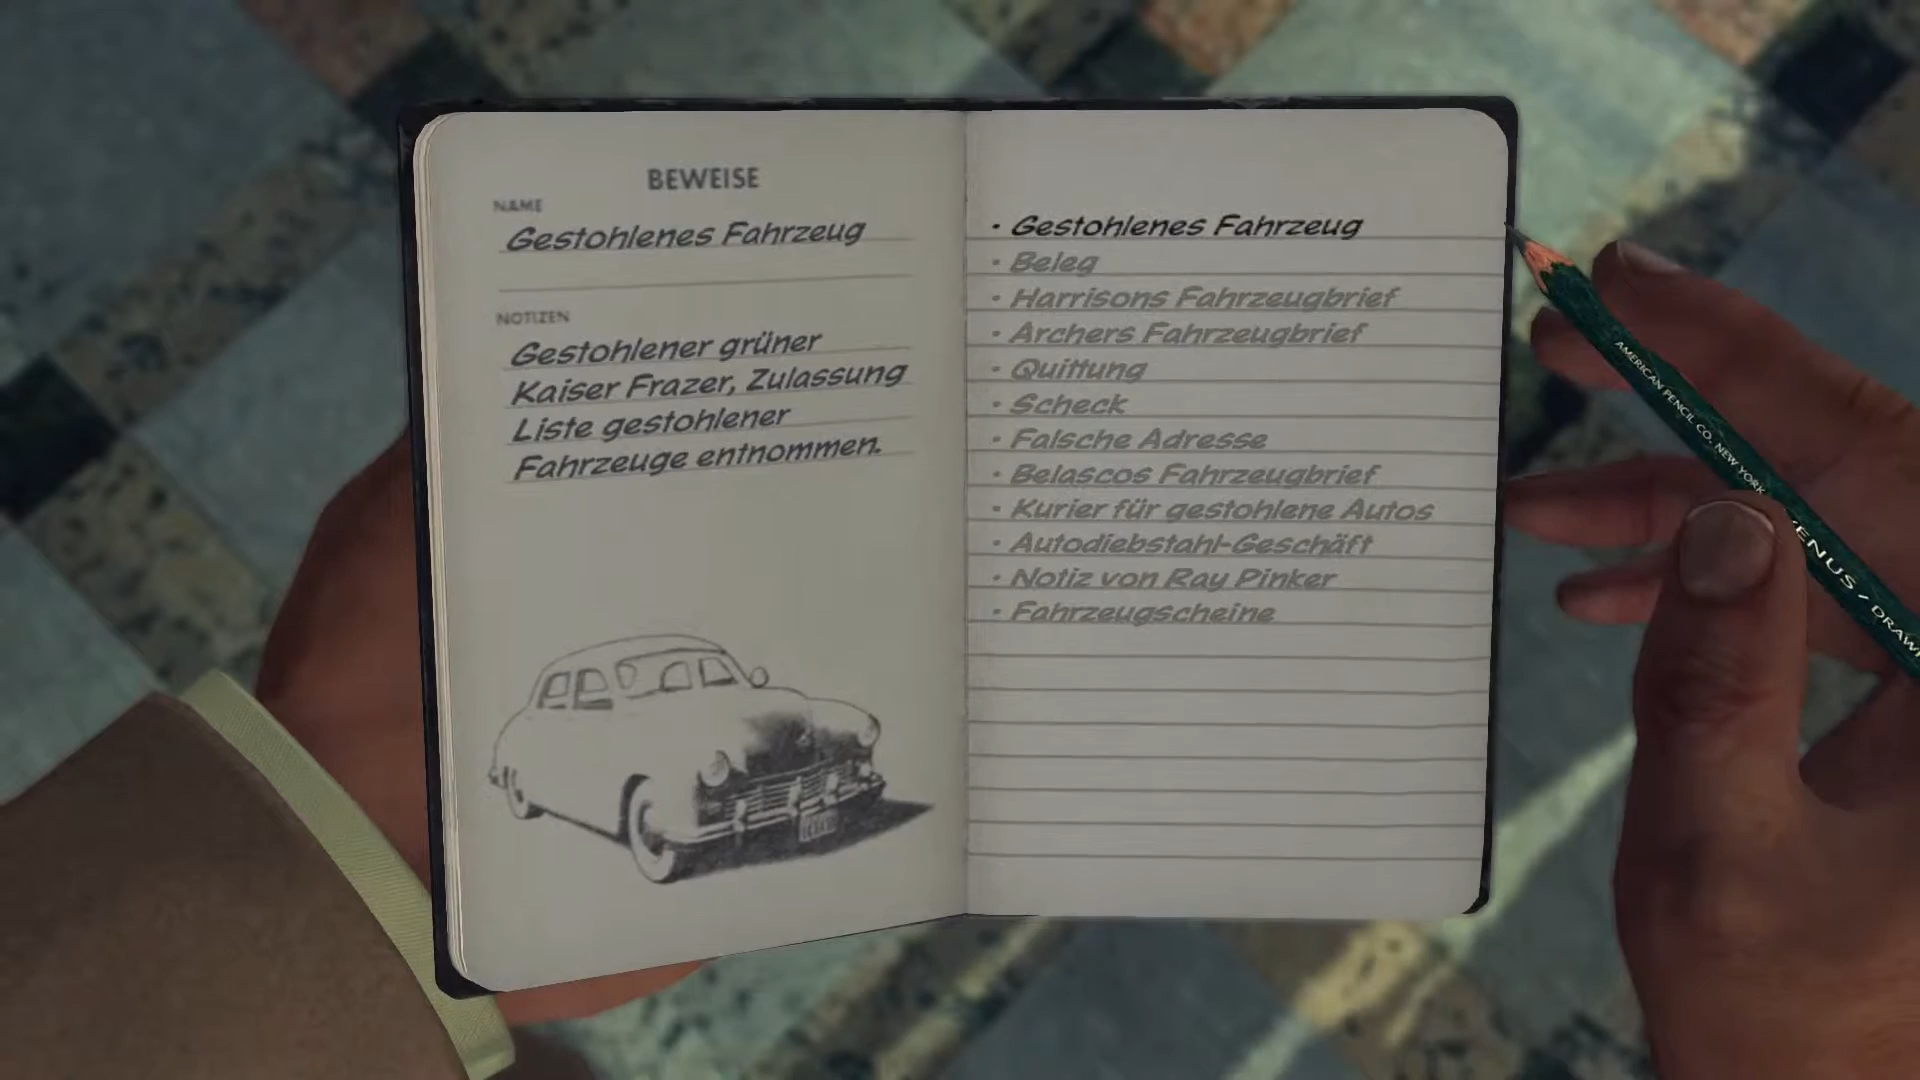 BEWEISE
NAME
Gestohlenes Fahrzeug
NOTIZEN
Gestohlener grüner
Kaiser Frazer, Zulassung
Liste gestohlener
Fahrzeuge entnommen.
• Gestohlenes Fahrzeug
• Beleg
• Harrisons Fahrzeugbrief
• Archers Fahrzeugbrief
• Quittung
• Scheck
• Falsche Adresse
• Belascos Fahrzeugbrief
• Kurier für gestohlene Autos
• Autodiebstahl-Geschäft
• Notiz von Ray Pinker
• Fahrzeugscheine
AMERICAN PENCIL CO. NEW YORK
VENUS / DRAW